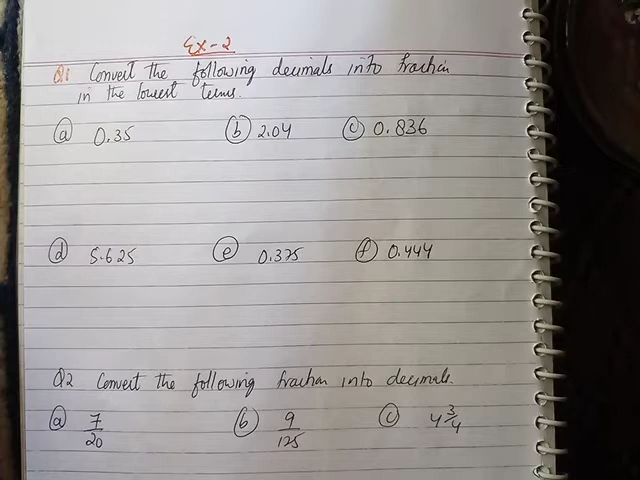 Ex-2
Q1 Convert the following decimals into fraction
in the lowest terms.
(a) 0.35 (b) 2.04 (c) 0.836
(d) 5.625 (e) 0.375 (f) 0.444
Q2 Convert the following fraction into decimals.
(a) 7/20 (b) 9/125 (c) 4 3/4